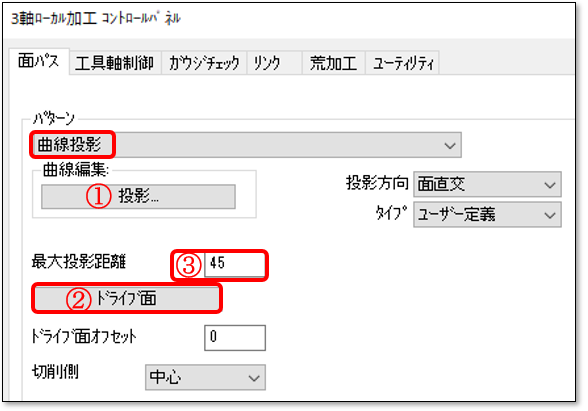 3軸ﾛｰｶﾙ加工 ｺﾝﾄﾛｰﾙﾊﾟﾈﾙ
面ﾊﾟｽ 工具軸制御 ｶﾞｳｼﾞﾁｪｯｸ ﾘﾝｸ 荒加工 ﾕｰﾃｨﾘﾃｨ
ﾊﾟﾀｰﾝ
曲線投影
曲線編集:
① 投影...
投影方向 面直交
ﾀｲﾌﾟ ﾕｰｻﾞｰ定義
最大投影距離 ③ 45
② ﾄﾞﾗｲﾌﾞ面
ﾄﾞﾗｲﾌﾞ面ｵﾌｾｯﾄ 0
切削側 中心